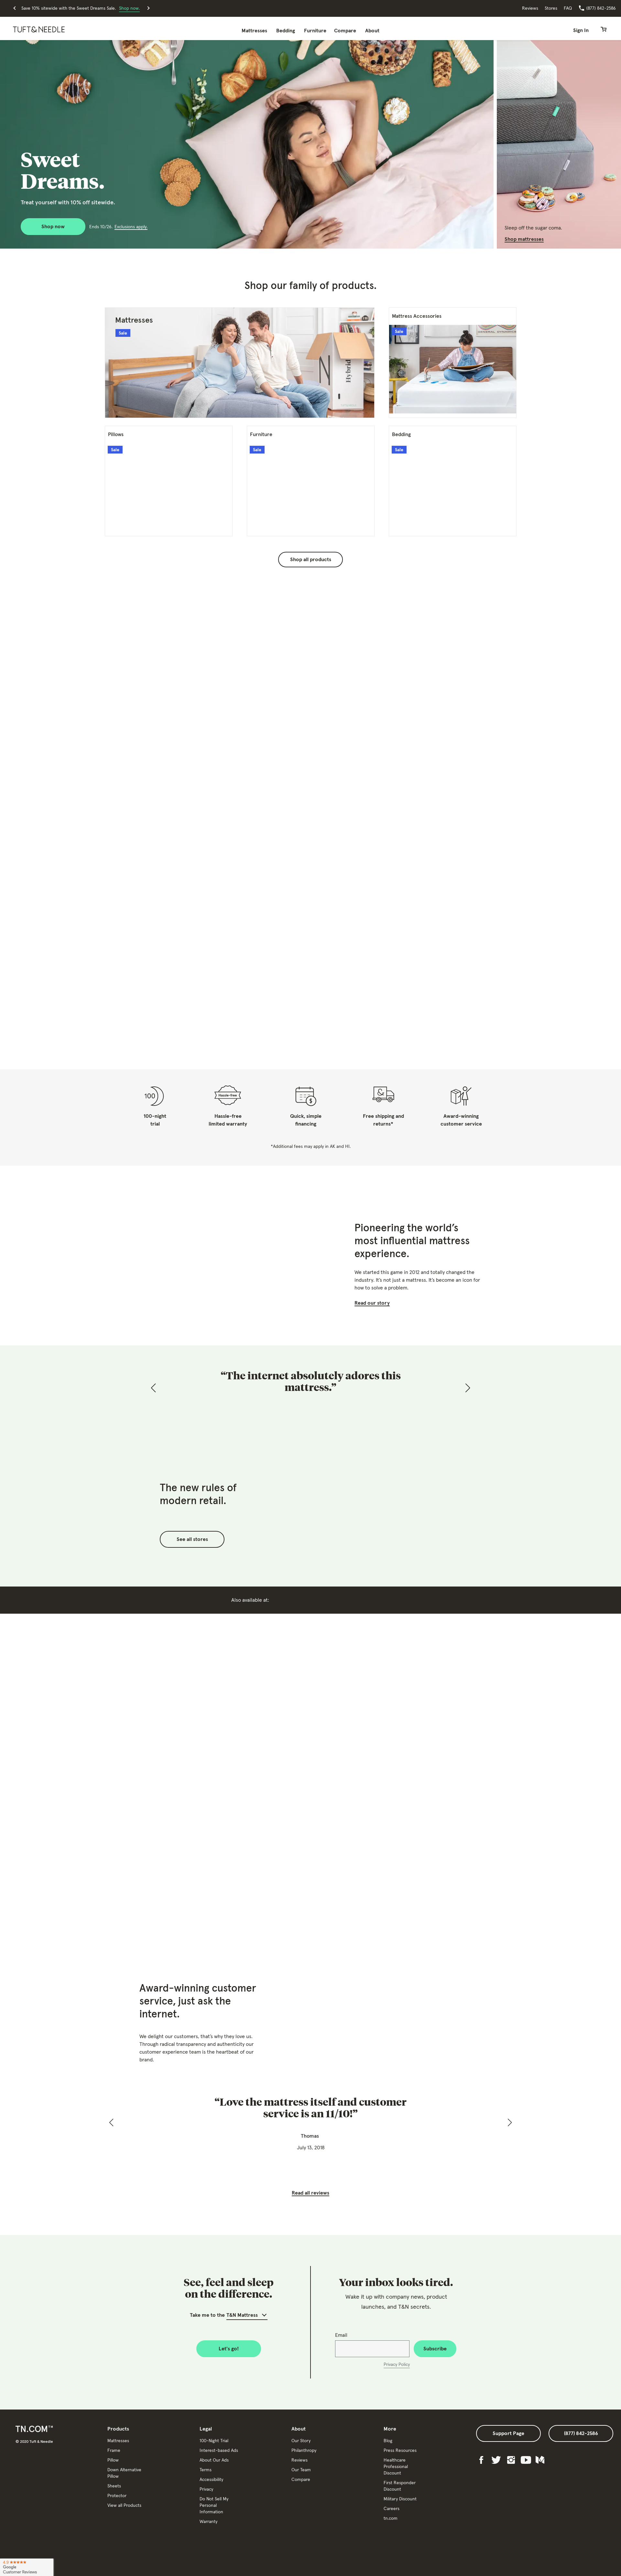 Save 10% sitewide with the Sweet Dreams Sale. Shop now.
Reviews Stores FAQ (877) 842-2586
TUFT&NEEDLE
Mattresses Bedding Furniture Compare About
Sign In
Sweet
Dreams.
Treat yourself with 10% off sitewide.
Shop now
Ends 10/26. Exclusions apply.
Sleep off the sugar coma.
Shop mattresses
Shop our family of products.
Mattresses
Sale
Hybrid
Mattress Accessories
Sale
Pillows
Sale
Furniture
Sale
Bedding
Sale
Shop all products
100
100-night
trial
Hassle-free
Hassle-free
limited warranty
$
Quick, simple
financing
Free shipping and
returns*
Award-winning
customer service
*Additional fees may apply in AK and HI.
Pioneering the world’s
most influential mattress
experience.
We started this game in 2012 and totally changed the
industry. It’s not just a mattress. It’s become an icon for
how to solve a problem.
Read our story
“The internet absolutely adores this
mattress.”
The new rules of
modern retail.
See all stores
Also available at:
Award-winning customer
service, just ask the
internet.
We delight our customers, that’s why they love us.
Through radical transparency and authenticity our
customer experience team is the heartbeat of our
brand.
“Love the mattress itself and customer
service is an 11/10!”
Thomas
July 13, 2018
Read all reviews
See, feel and sleep
on the difference.
Take me to the T&N Mattress
Let's go!
Your inbox looks tired.
Wake it up with company news, product
launches, and T&N secrets.
Email
Subscribe
Privacy Policy
TN.COM™
© 2020 Tuft & Needle
Products
Mattresses
Frame
Pillow
Down Alternative
Pillow
Sheets
Protector
View all Products
Legal
100-Night Trial
Interest-based Ads
About Our Ads
Terms
Accessibility
Privacy
Do Not Sell My
Personal
Information
Warranty
About
Our Story
Philanthropy
Reviews
Our Team
Compare
More
Blog
Press Resources
Healthcare
Professional
Discount
First Responder
Discount
Military Discount
Careers
tn.com
Support Page
(877) 842-2586
Google
Customer Reviews